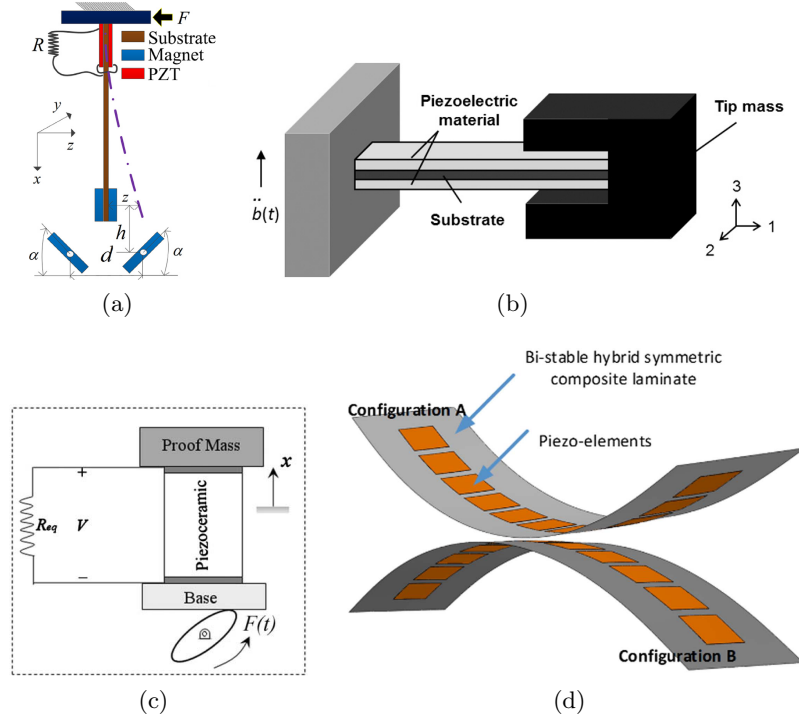 F
R
Substrate
Magnet
PZT
y
z
x
z
h
d
α
α
(a)
Piezoelectric
material
Tip mass
b̈(t)
Substrate
3
1
2
(b)
Proof Mass
+
x
Req
V
Piezoceramic
−
Base
F(t)
(c)
Bi-stable hybrid symmetric
composite laminate
Configuration A
Piezo-elements
Configuration B
(d)